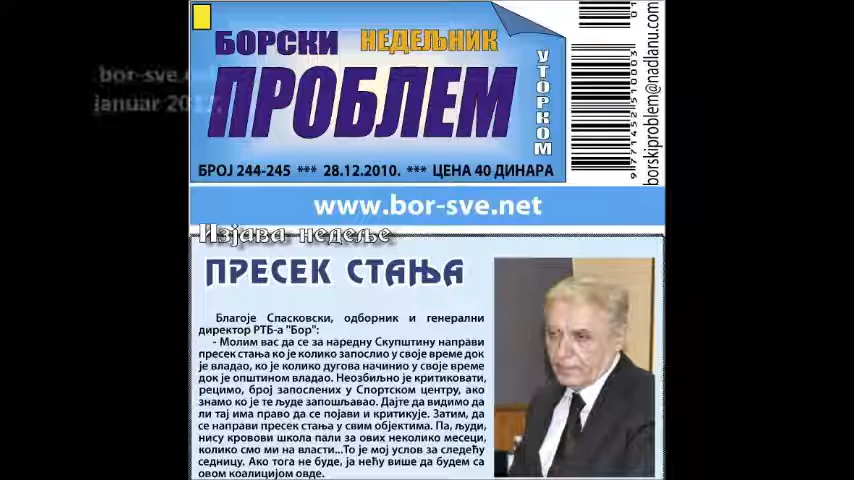 bor-sve.net
januar 2017.
БОРСКИ НЕДЕЉНИК
ПРОБЛЕМ
УТОРКОМ
БРОЈ 244-245 *** 28.12.2010. *** ЦЕНА 40 ДИНАРА
9771452510003
01
borskiproblem@nadlanu.com
www.bor-sve.net
Изјава недеље
ПРЕСЕК СТАЊА
Благоје Спасковски, одборник и генерални
директор РТБ-а "Бор":
- Молим вас да се за наредну Скупштину направи
пресек стања ко је колико запослио у своје време док
је владао, ко је колико дугова начинио у своје време
док је општином владао. Неозбиљно је критиковати,
рецимо, број запослених у Спортском центру, ако
знамо ко је те људе запошљавао. Дајте да видимо да
ли тај има право да се појави и критикује. Затим, да
се направи пресек стања у свим објектима. Па, људи,
нису кровови школа пали за ових неколико месеци,
колико смо ми на власти...То је мој услов за следећу
седницу. Ако тога не буде, ја нећу више да будем са
овом коалицијом овде.